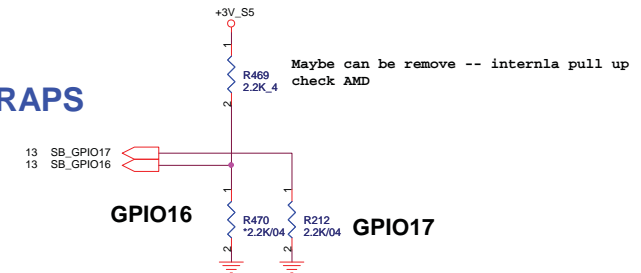 +3V_S5
1
R469
2.2K_4
2
Maybe can be remove -- internla pull up
check AMD
RAPS
13 SB_GPIO17
13 SB_GPIO16
1
1
GPIO16
R470
*2.2K/04
R212
2.2K/04
GPIO17
2
2